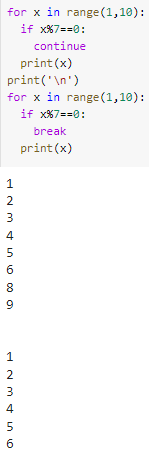 for x in range(1,10):
  if x%7==0:
    continue
  print(x)
print('\n')
for x in range(1,10):
  if x%7==0:
    break
  print(x)
1
2
3
4
5
6
8
9
1
2
3
4
5
6